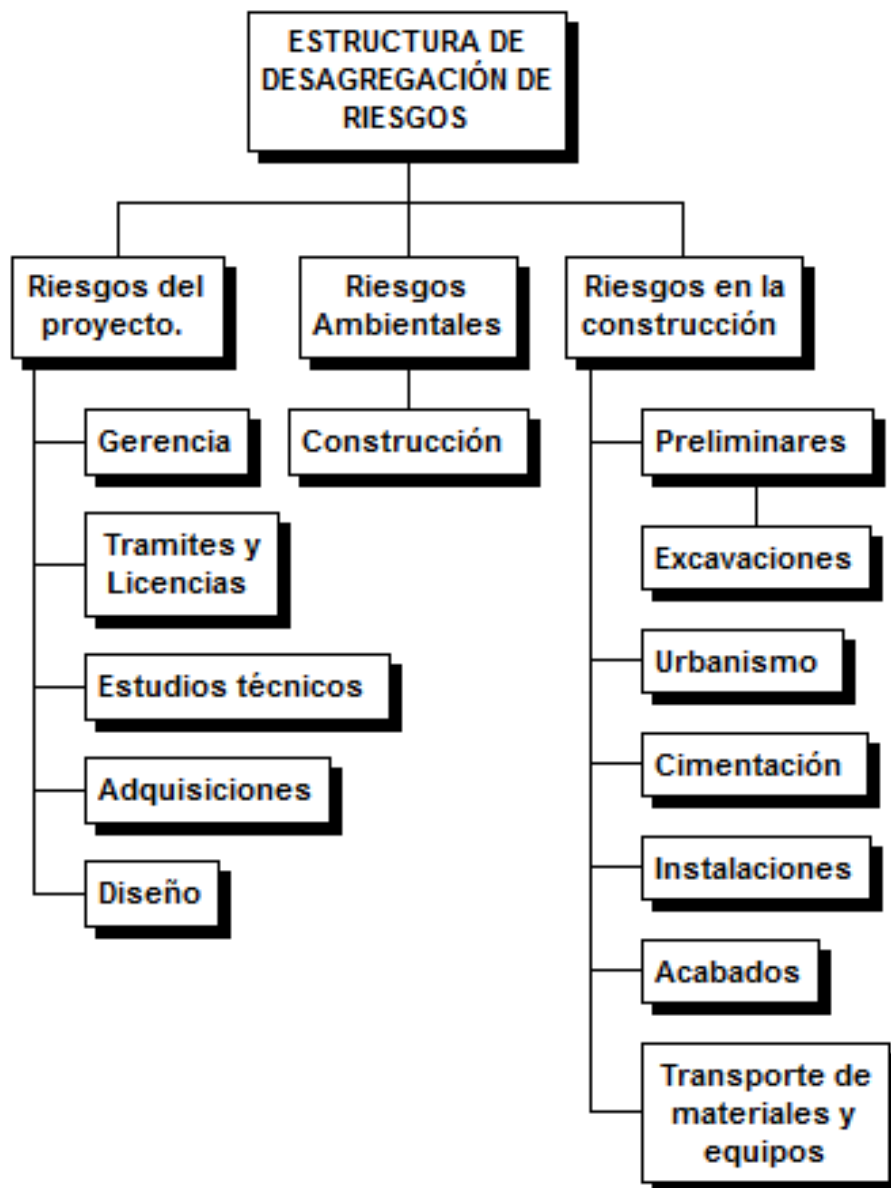 ESTRUCTURA DE
DESAGREGACIÓN DE
RIESGOS
Riesgos del
proyecto.
Gerencia
Tramites y
Licencias
Estudios técnicos
Adquisiciones
Diseño
Riesgos
Ambientales
Construcción
Riesgos en la
construcción
Preliminares
Excavaciones
Urbanismo
Cimentación
Instalaciones
Acabados
Transporte de
materiales y
equipos